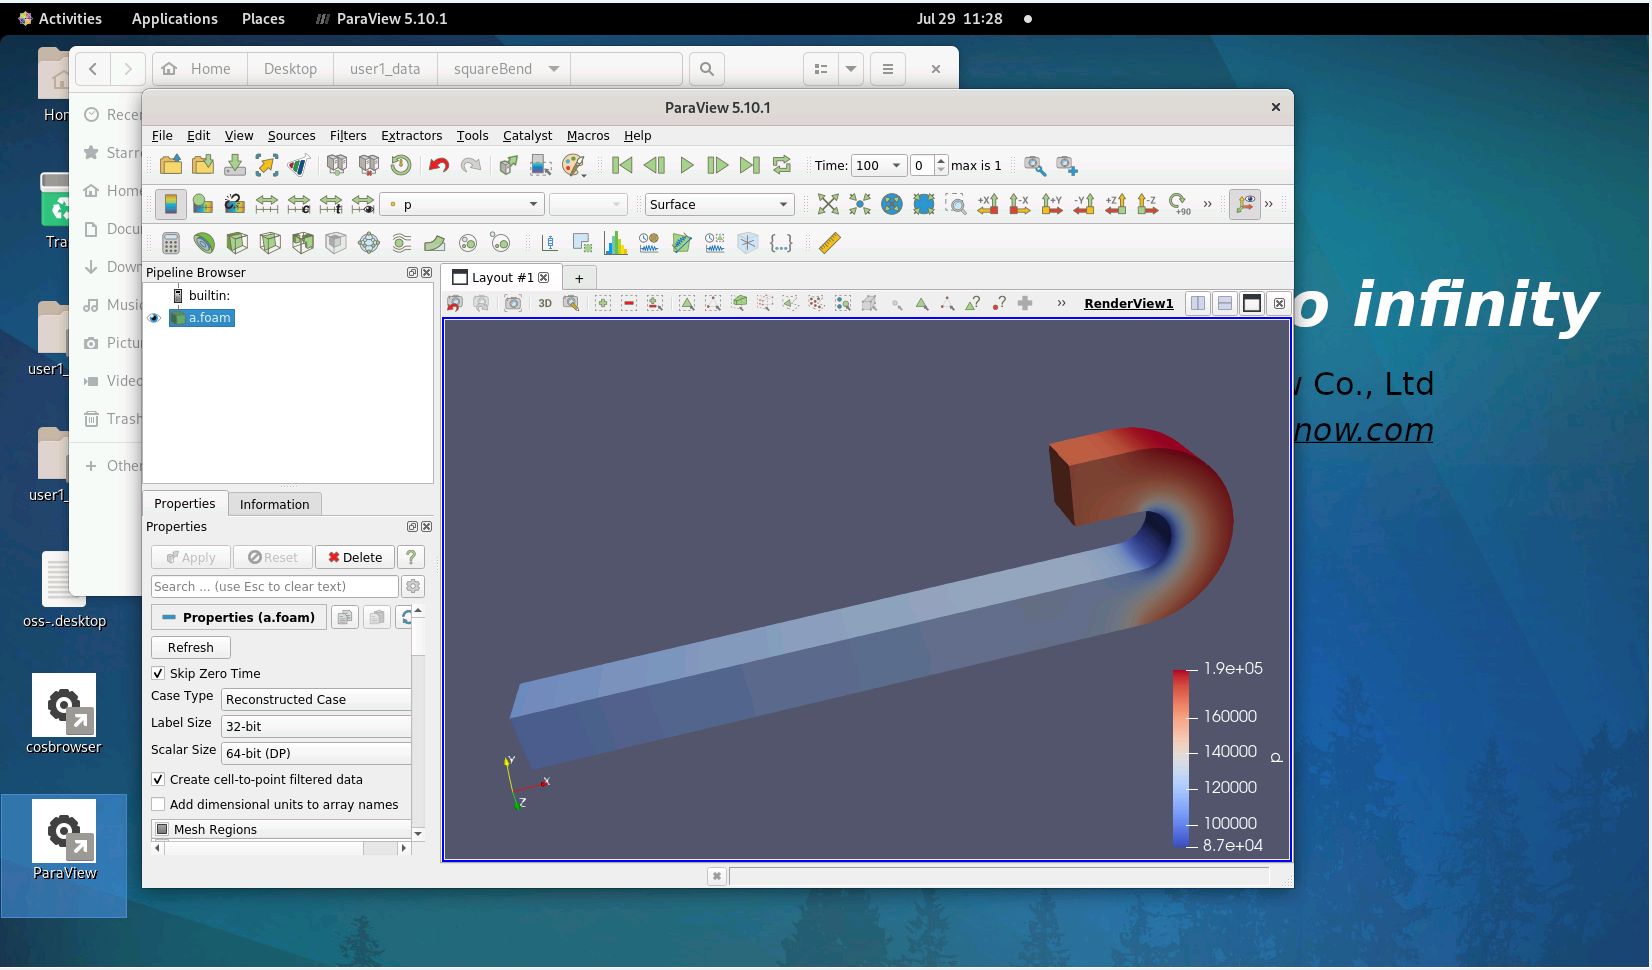 Activities
Applications
Places
ParaView 5.10.1
Jul 29 11:28
Home
Desktop
user1_data
squareBend
ParaView 5.10.1
File Edit View Sources Filters Extractors Tools Catalyst Macros Help
Time: 100 0 max is 1
p
Surface
+X
-X
+Y
-Y
+Z
-Z
+90
Pipeline Browser
builtin:
a.foam
Layout #1
+
3D
RenderView1
Properties
Information
Properties
Apply
Reset
Delete
?
Search ... (use Esc to clear text)
Properties (a.foam)
Refresh
Skip Zero Time
Case Type Reconstructed Case
Label Size 32-bit
Scalar Size 64-bit (DP)
Create cell-to-point filtered data
Add dimensional units to array names
Mesh Regions
Y
X
Z
1.9e+05
160000
140000
120000
100000
8.7e+04
p
o infinity
Co., Ltd
now.com
Hom
Rece
Starr
Home
Docu
Down
Music
Pictu
Video
Trash
+ Other
Tra
user1_
user1_
oss-.desktop
cosbrowser
ParaView